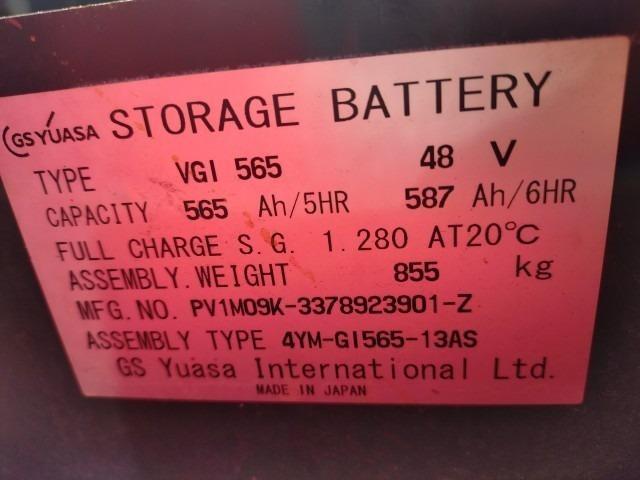 GS YUASA STORAGE BATTERY
TYPE VGI 565 48 V
CAPACITY 565 Ah/5HR 587 Ah/6HR
FULL CHARGE S.G. 1.280 AT20℃
ASSEMBLY.WEIGHT 855 kg
MFG.NO. PV1M09K-3378923901-Z
ASSEMBLY TYPE 4YM-GI565-13AS
GS Yuasa International Ltd.
MADE IN JAPAN